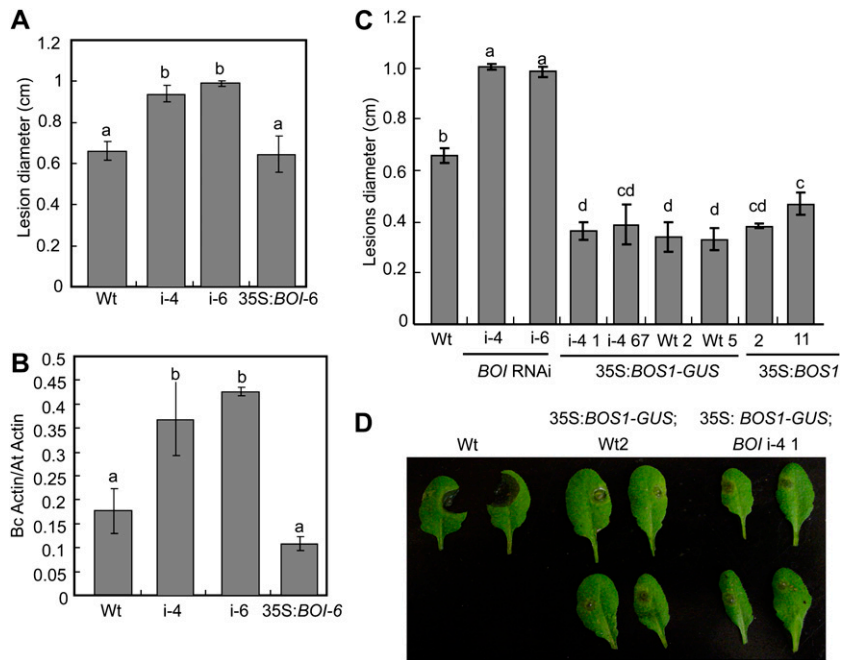 A
Lesion diameter (cm)
1.2
1
0.8
0.6
0.4
0.2
0
a
b
b
a
Wt
i-4
i-6
35S:BOI-6
B
Bc Actin/At Actin
0.45
0.4
0.35
0.3
0.25
0.2
0.15
0.1
0.05
0
a
b
b
a
Wt
i-4
i-6
35S:BOI-6
C
Lesions diameter (cm)
1.2
1.0
0.8
0.6
0.4
0.2
0
b
a
a
d
cd
d
d
cd
c
Wt
i-4
i-6
i-4 1
i-4 67
Wt 2
Wt 5
2
11
BOI RNAi
35S:BOS1-GUS
35S:BOS1
D
Wt
35S:BOS1-GUS;
Wt2
35S: BOS1-GUS;
BOI i-4 1